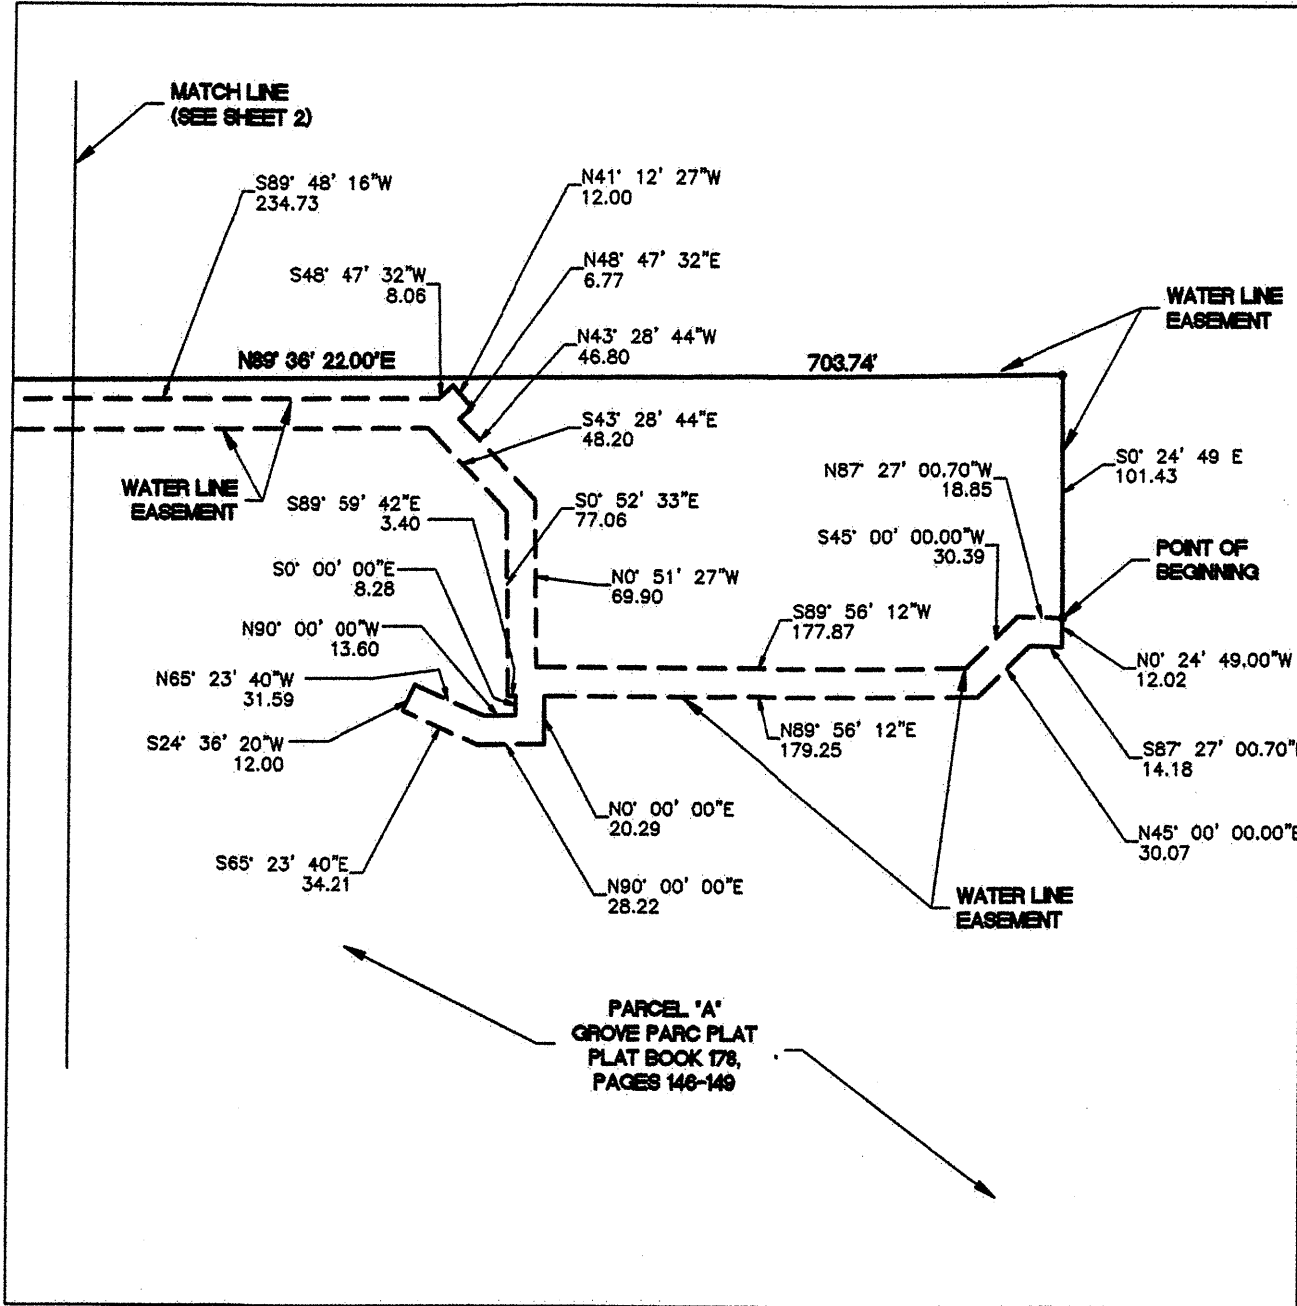 MATCH LINE
(SEE SHEET 2)
S89° 48' 16"W
234.73
N41° 12' 27"W
12.00
N48° 47' 32"E
6.77
S48° 47' 32"W
8.06
WATER LINE
EASEMENT
N43° 28' 44"W
46.80
N89° 36' 22.00"E
703.74'
S43° 28' 44"E
48.20
S0° 24' 49 E
101.43
N87° 27' 00.70"W
18.85
WATER LINE
EASEMENT
S89° 59' 42"E
3.40
S0° 52' 33"E
77.06
S45° 00' 00.00"W
30.39
POINT OF
BEGINNING
S0° 00' 00"E
8.28
N0° 51' 27"W
69.90
S89° 56' 12"W
177.87
N90° 00' 00"W
13.60
N0° 24' 49.00"W
12.02
N65° 23' 40"W
31.59
N89° 56' 12"E
179.25
S24° 36' 20"W
12.00
S87° 27' 00.70"E
14.18
N0° 00' 00"E
20.29
N45° 00' 00.00"E
30.07
S65° 23' 40"E
34.21
N90° 00' 00"E
28.22
WATER LINE
EASEMENT
PARCEL "A"
GROVE PARC PLAT
PLAT BOOK 178,
PAGES 146-149